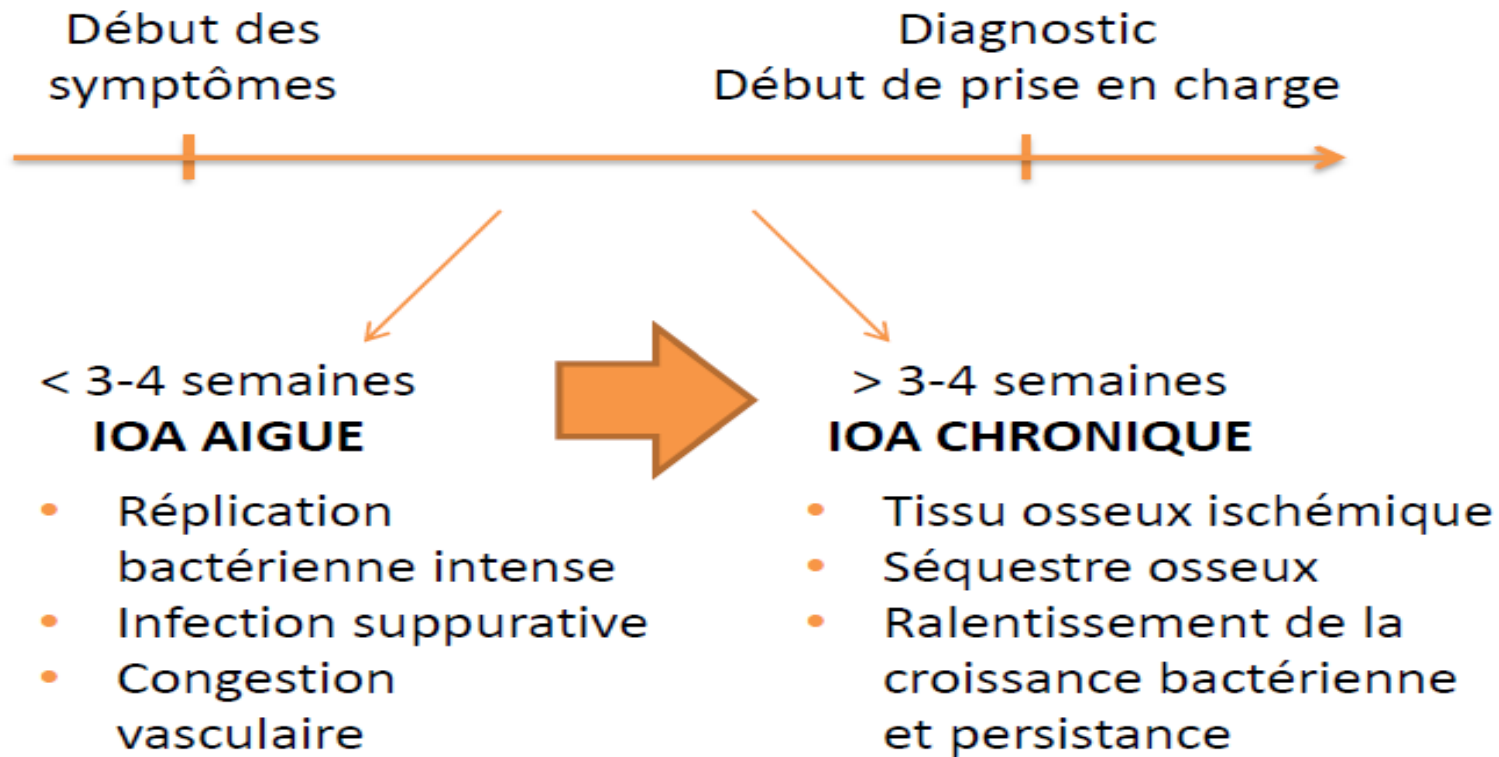 Début des
symptômes
Diagnostic
Début de prise en charge
< 3-4 semaines
IOA AIGUE
• Réplication
bactérienne intense
• Infection suppurative
• Congestion
vasculaire
> 3-4 semaines
IOA CHRONIQUE
• Tissu osseux ischémique
• Séquestre osseux
• Ralentissement de la
croissance bactérienne
et persistance